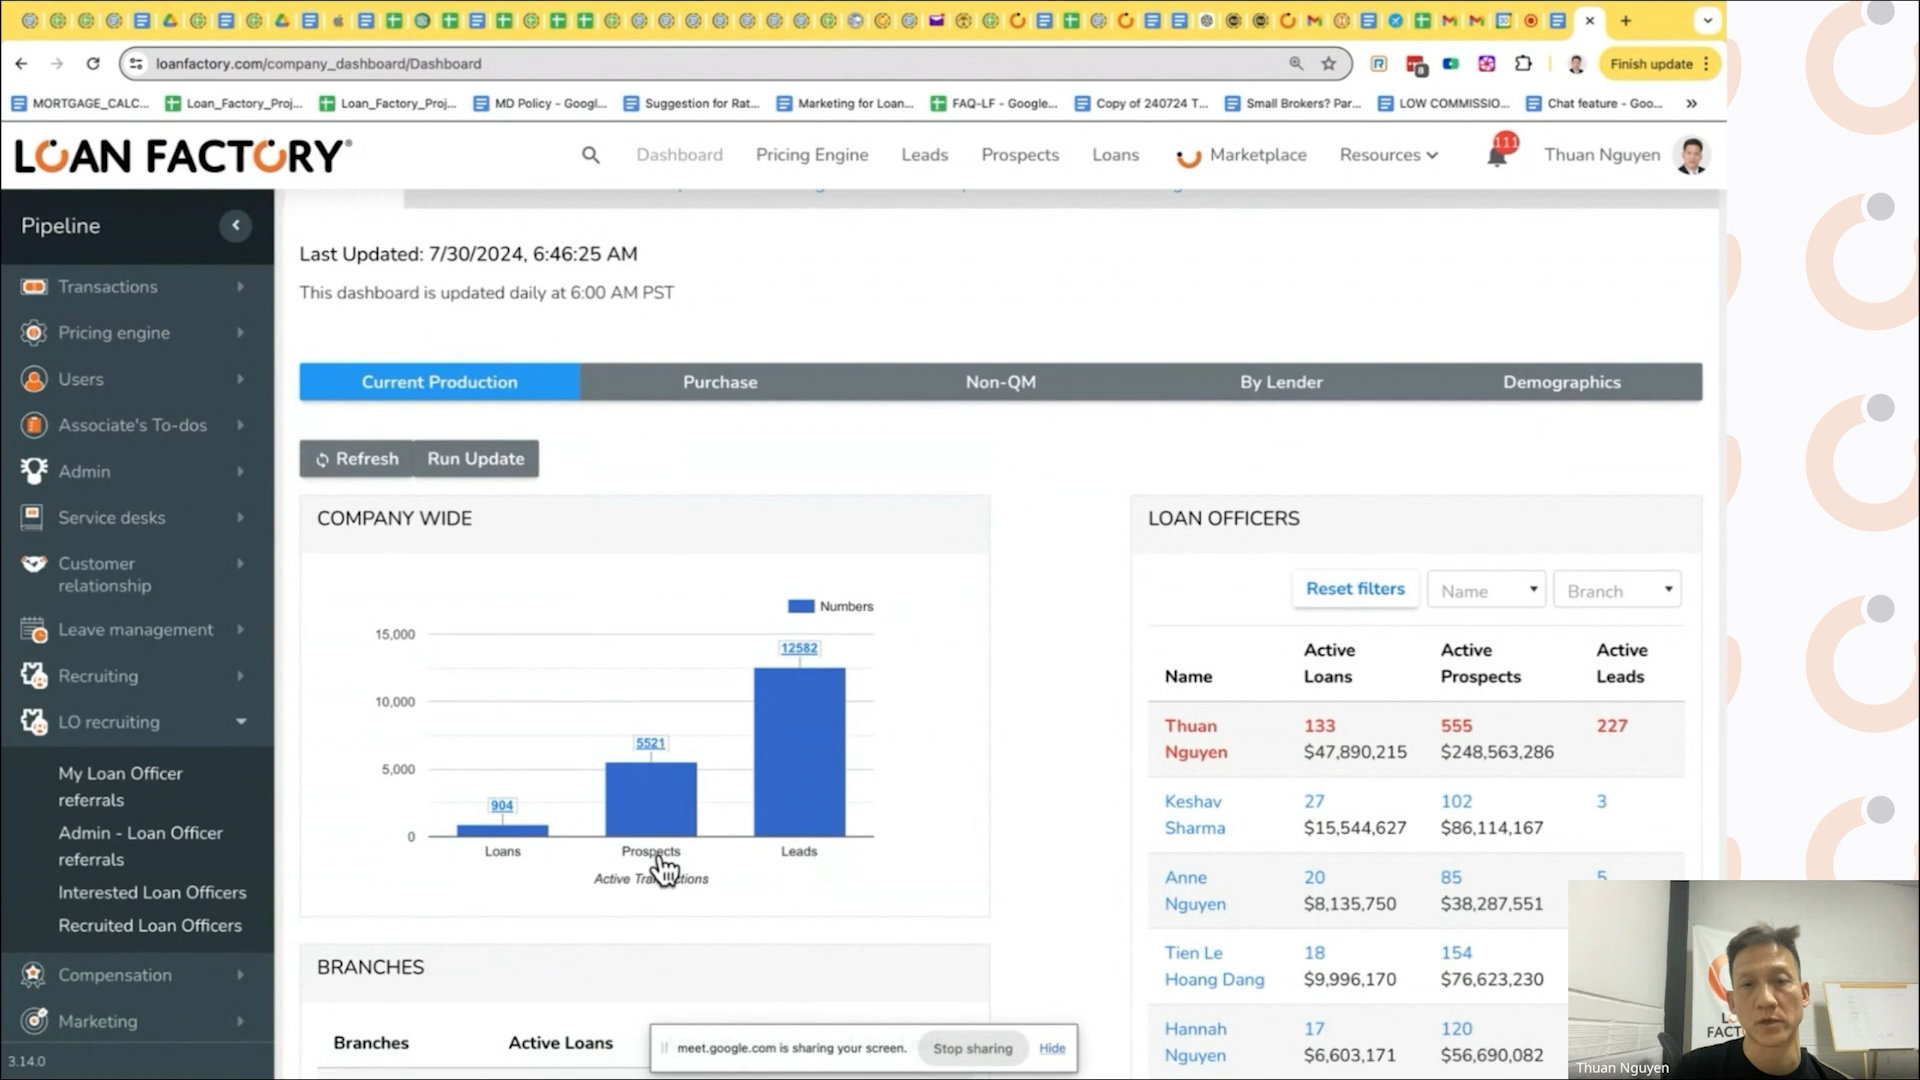 loanfactory.com/company_dashboard/Dashboard
Finish update
MORTGAGE_CALC...
Loan_Factory_Proj...
Loan_Factory_Proj...
MD Policy - Googl...
Suggestion for Rat...
Marketing for Loan...
FAQ-LF - Google...
Copy of 240724 T...
Small Brokers? Par...
LOW COMMISSIO...
Chat feature - Goo...
LOAN FACTORY®
Dashboard
Pricing Engine
Leads
Prospects
Loans
Marketplace
Resources
111
Thuan Nguyen
Pipeline
Transactions
Pricing engine
Users
Associate's To-dos
Admin
Service desks
Customer
relationship
Leave management
Recruiting
LO recruiting
My Loan Officer
referrals
Admin - Loan Officer
referrals
Interested Loan Officers
Recruited Loan Officers
Compensation
Marketing
3.14.0
Last Updated: 7/30/2024, 6:46:25 AM
This dashboard is updated daily at 6:00 AM PST
Current Production
Purchase
Non-QM
By Lender
Demographics
Refresh
Run Update
COMPANY WIDE
Numbers
15,000
10,000
5,000
0
904
5521
12582
Loans
Prospects
Leads
BRANCHES
Branches
Active Loans
LOAN OFFICERS
Reset filters
Name
Branch
Name
Active
Loans
Active
Prospects
Active
Leads
Thuan
Nguyen
133
$47,890,215
555
$248,563,286
227
Keshav
Sharma
27
$15,544,627
102
$86,114,167
3
Anne
Nguyen
20
$8,135,750
85
$38,287,551
5
Tien Le
Hoang Dang
18
$9,996,170
154
$76,623,230
Hannah
Nguyen
17
$6,603,171
120
$56,690,082
meet.google.com is sharing your screen.
Stop sharing
Hide
Thuan Nguyen